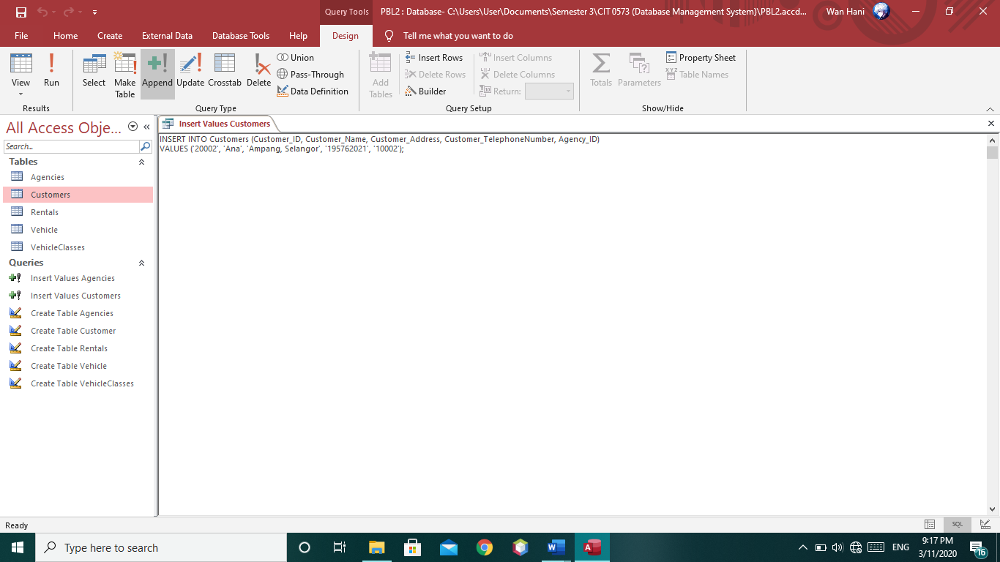 Query Tools
PBL2 : Database- C:\Users\User\Documents\Semester 3\CIT 0573 (Database Management System)\PBL2.accd...
Wan Hani
File Home Create External Data Database Tools Help Design Tell me what you want to do
View
Run
Results
Select
Make Table
Append
Update
Crosstab
Delete
Union
Pass-Through
Data Definition
Query Type
Add Tables
Insert Rows
Delete Rows
Builder
Insert Columns
Delete Columns
Return:
Query Setup
Totals
Parameters
Property Sheet
Table Names
Show/Hide
All Access Obje...
Search...
Tables
Agencies
Customers
Rentals
Vehicle
VehicleClasses
Queries
Insert Values Agencies
Insert Values Customers
Create Table Agencies
Create Table Customer
Create Table Rentals
Create Table Vehicle
Create Table VehicleClasses
Insert Values Customers
INSERT INTO Customers (Customer_ID, Customer_Name, Customer_Address, Customer_TelephoneNumber, Agency_ID)
VALUES ('20002', 'Ana', 'Ampang, Selangor', '195762021', '10002');
Ready
SQL
Type here to search
ENG
9:17 PM
3/11/2020
16